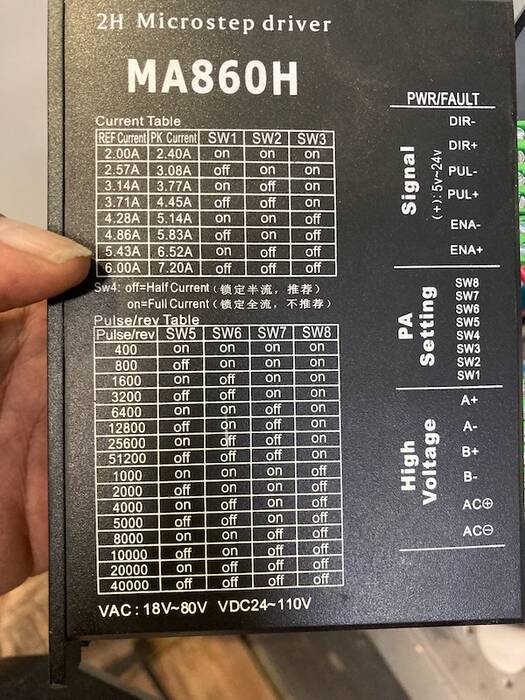 2H Microstep driver
MA860H
Current Table
REF Current PK Current SW1 SW2 SW3
2.00A 2.40A on on on
2.57A 3.08A off on on
3.14A 3.77A on off on
3.71A 4.45A off off on
4.28A 5.14A on on off
4.86A 5.83A off on off
5.43A 6.52A on off off
6.00A 7.20A off off off
Sw4: off=Half Current(锁定半流,推荐)
on=Full Current(锁定全流,不推荐)
Pulse/rev Table
Pulse/rev SW5 SW6 SW7 SW8
400 on on on on
800 off on on on
1600 on off on on
3200 off off on on
6400 on on off on
12800 off on off on
25600 on off off on
51200 off off off on
1000 on on on off
2000 off on on off
4000 on off on off
5000 off off on off
8000 on on off off
10000 off on off off
20000 on off off off
40000 off off off off
VAC: 18V~80V VDC24~110V
PWR/FAULT
Signal
(+): 5v~24v
DIR-
DIR+
PUL-
PUL+
ENA-
ENA+
PA
Setting
SW8
SW7
SW6
SW5
SW4
SW3
SW2
SW1
High
Voltage
A+
A-
B+
B-
AC⊕
AC⊖